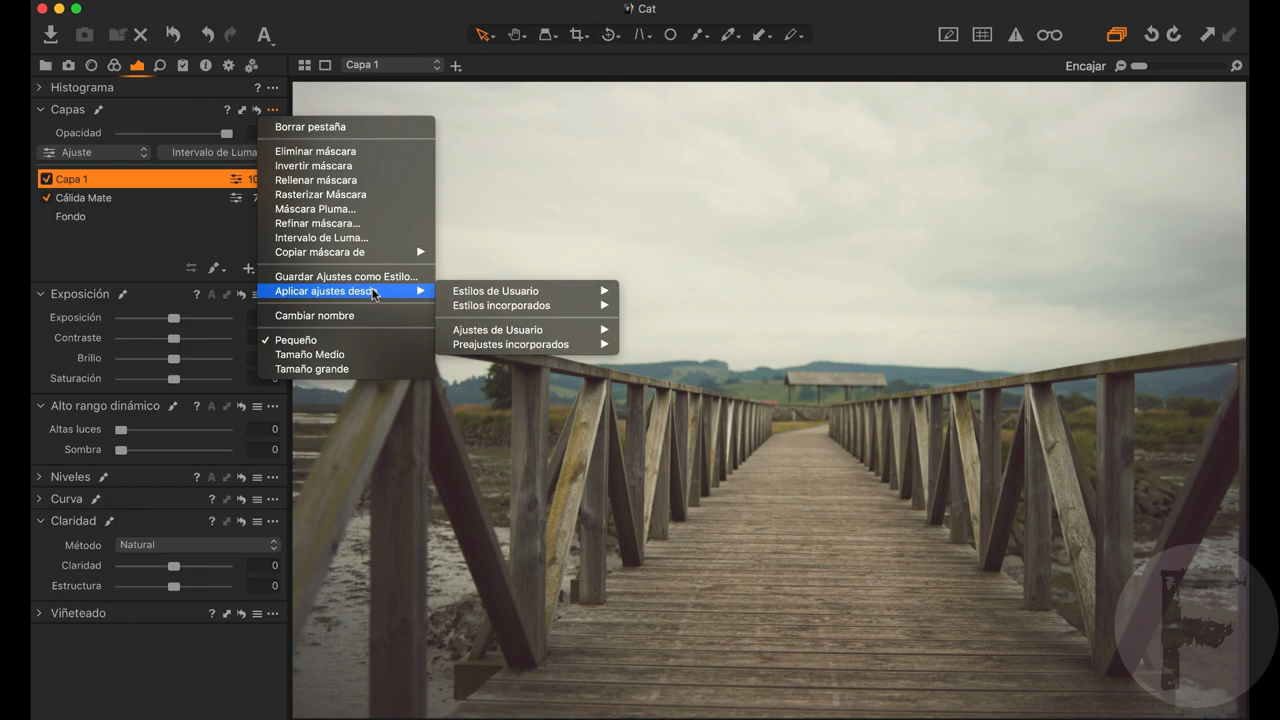 Cat
Capa 1
Encajar
Histograma
Capas
Opacidad
Ajuste
Intervalo de Luma
Capa 1
10
Cálida Mate
7
Fondo
Exposición
Exposición
Contraste
Brillo
Saturación
Alto rango dinámico
Altas luces 0
Sombra 0
Niveles
Curva
Claridad
Método Natural
Claridad 0
Estructura 0
Viñeteado
Borrar pestaña
Eliminar máscara
Invertir máscara
Rellenar máscara
Rasterizar Máscara
Máscara Pluma...
Refinar máscara...
Intervalo de Luma...
Copiar máscara de
Guardar Ajustes como Estilo...
Aplicar ajustes desd
Cambiar nombre
Pequeño
Tamaño Medio
Tamaño grande
Estilos de Usuario
Estilos incorporados
Ajustes de Usuario
Preajustes incorporados